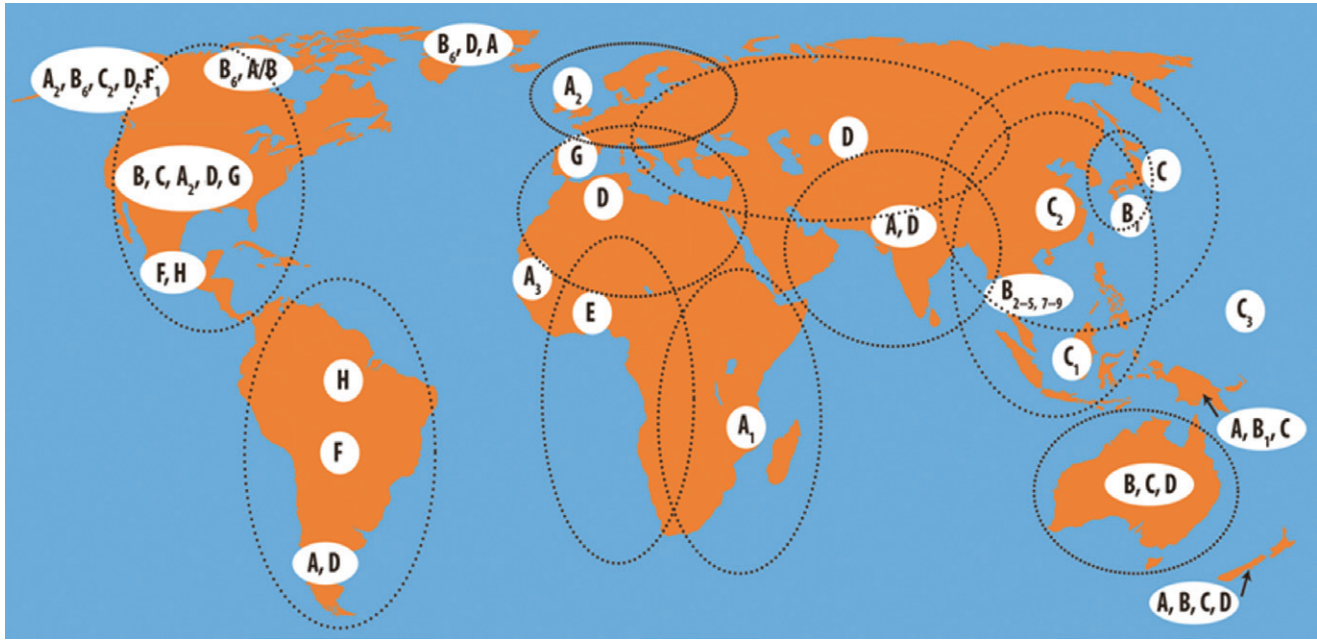 B₆, D, A
A₂, B₆, C₂, D, F₁
B₆, A/B
A₂
D
G
B, C, A₂, D, G
C
D
C₂
B₁
A, D
F, H
A₃
B₂₋₅, ₇₋₉
E
C₃
C₁
H
A₁
A, B₁, C
F
B, C, D
A, D
A, B, C, D